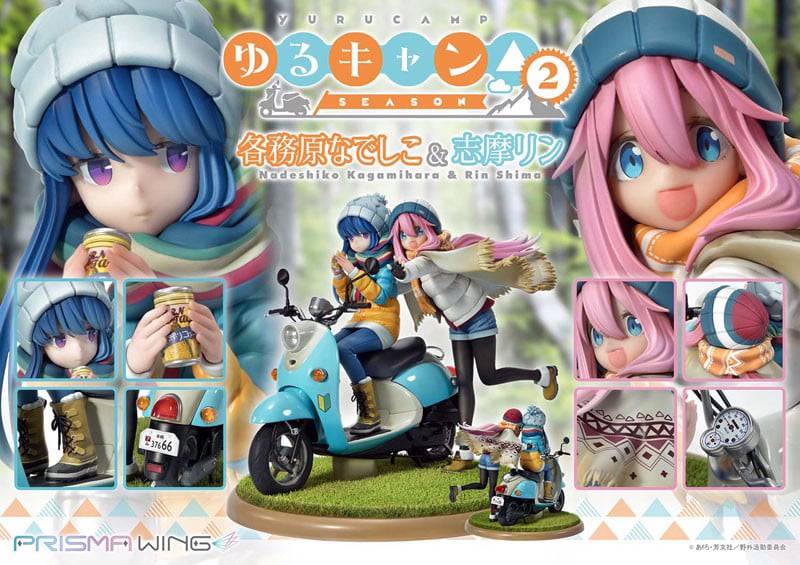 YURUCAMP
ゆるキャン△
SEASON 2
各務原なでしこ&志摩リン
Nadeshiko Kagamihara & Rin Shima
376 66
PRISMA WING
© あfろ・芳文社/野外活動委員会